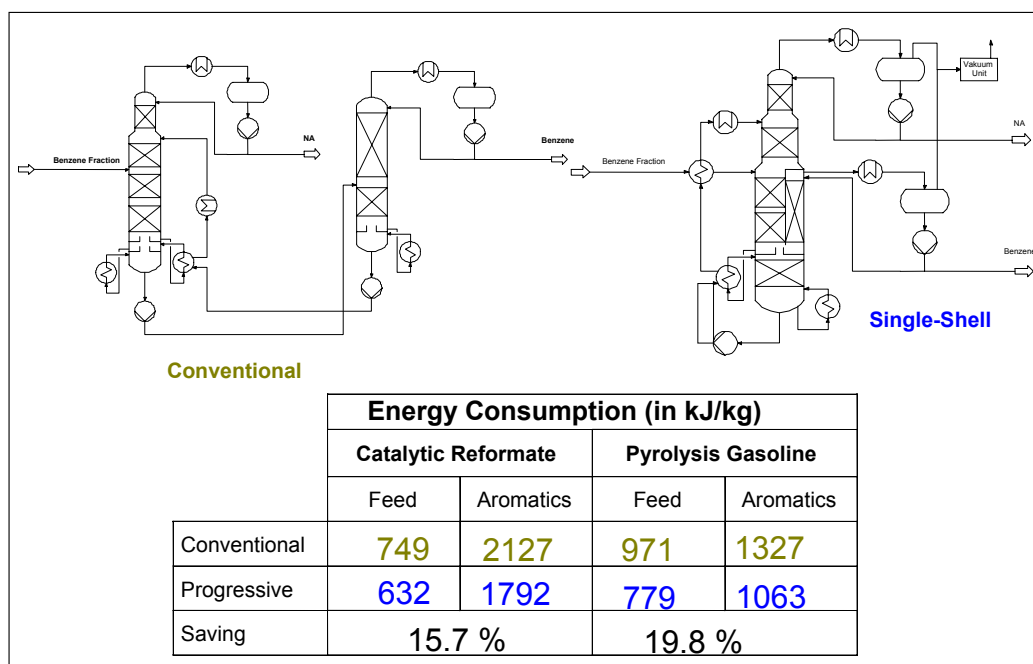 Vakuum
Unit
NA
Benzene Fraction
Benzene
Benzene Fraction
NA
Benzene
Single-Shell
Conventional
Energy Consumption (in kJ/kg)
Catalytic Reformate Pyrolysis Gasoline
Feed Aromatics Feed Aromatics
Conventional 749 2127 971 1327
Progressive 632 1792 779 1063
Saving 15.7 % 19.8 %